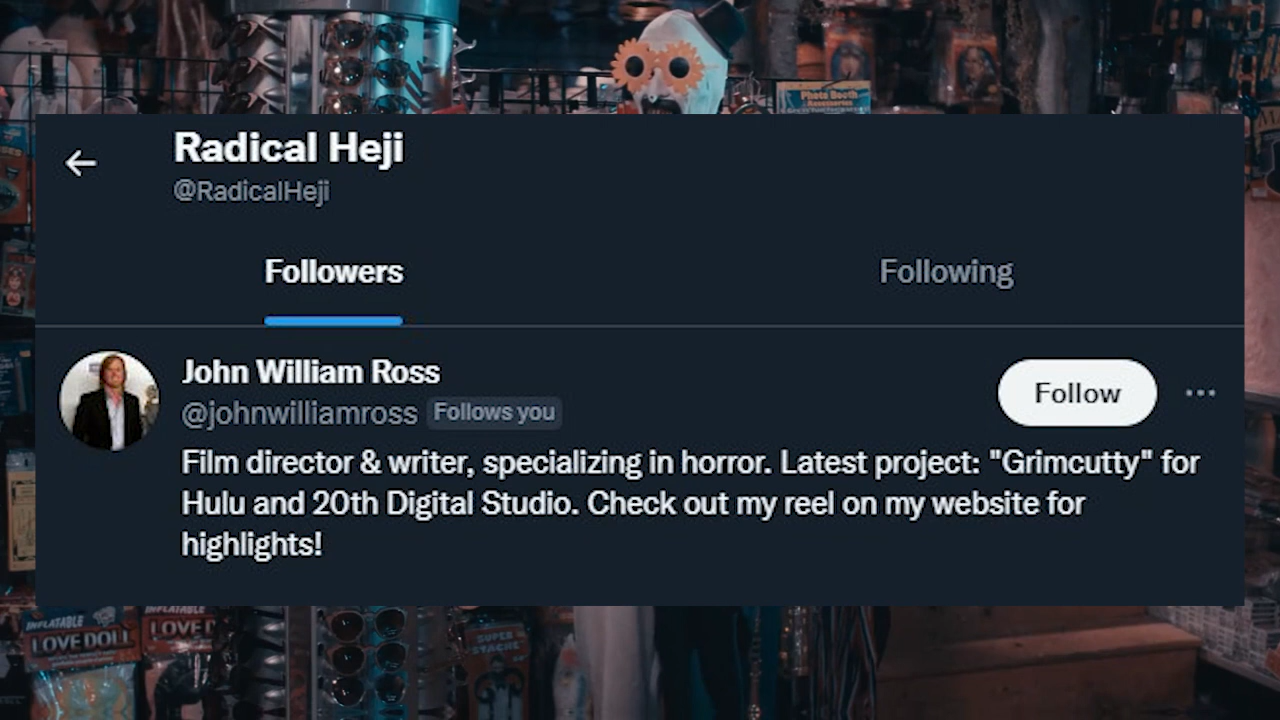 Photo Booth
Accessories
Radical Heji
@RadicalHeji
Followers
Following
John William Ross
@johnwilliamross
Follows you
Follow
Film director & writer, specializing in horror. Latest project: "Grimcutty" for
Hulu and 20th Digital Studio. Check out my reel on my website for
highlights!
INFLATABLE
LOVE DOLL
INFLATABLE
LOVE
SUPER
STACHE